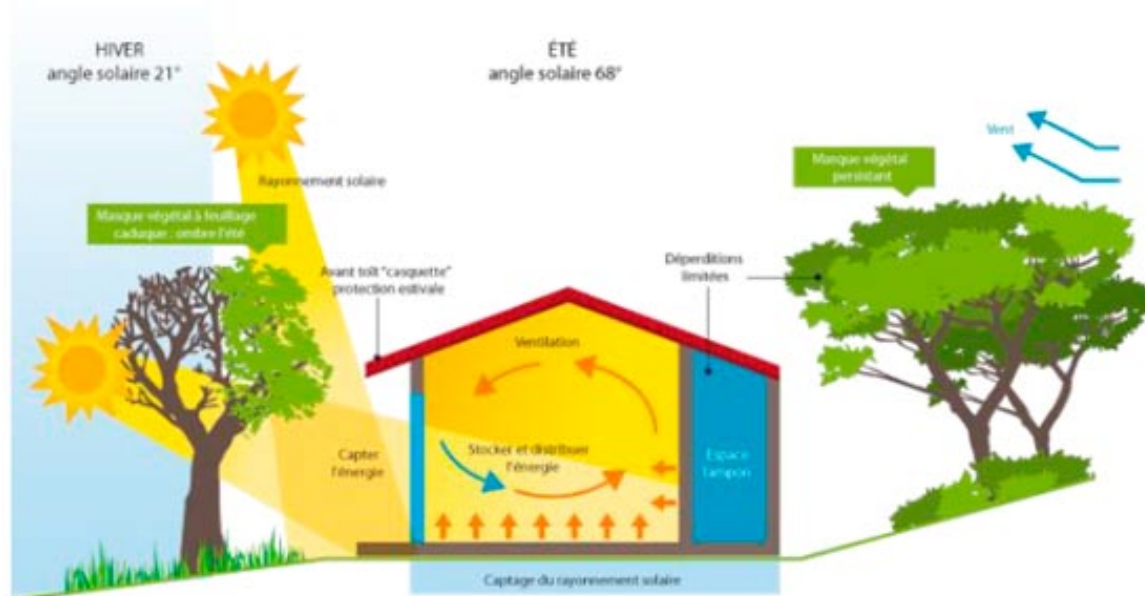 HIVER
angle solaire 21°
ÉTÉ
angle solaire 68°
Vent
Masque végétal
persistant
Rayonnement solaire
Masque végétal à feuillage
caduque : ombre l'été
Avant toît "casquette"
protection estivale
Déperditions
limitées
Ventilation
Capter
l'énergie
Stocker et distribuer
l'énergie
Espace
tampon
Captage du rayonnement solaire